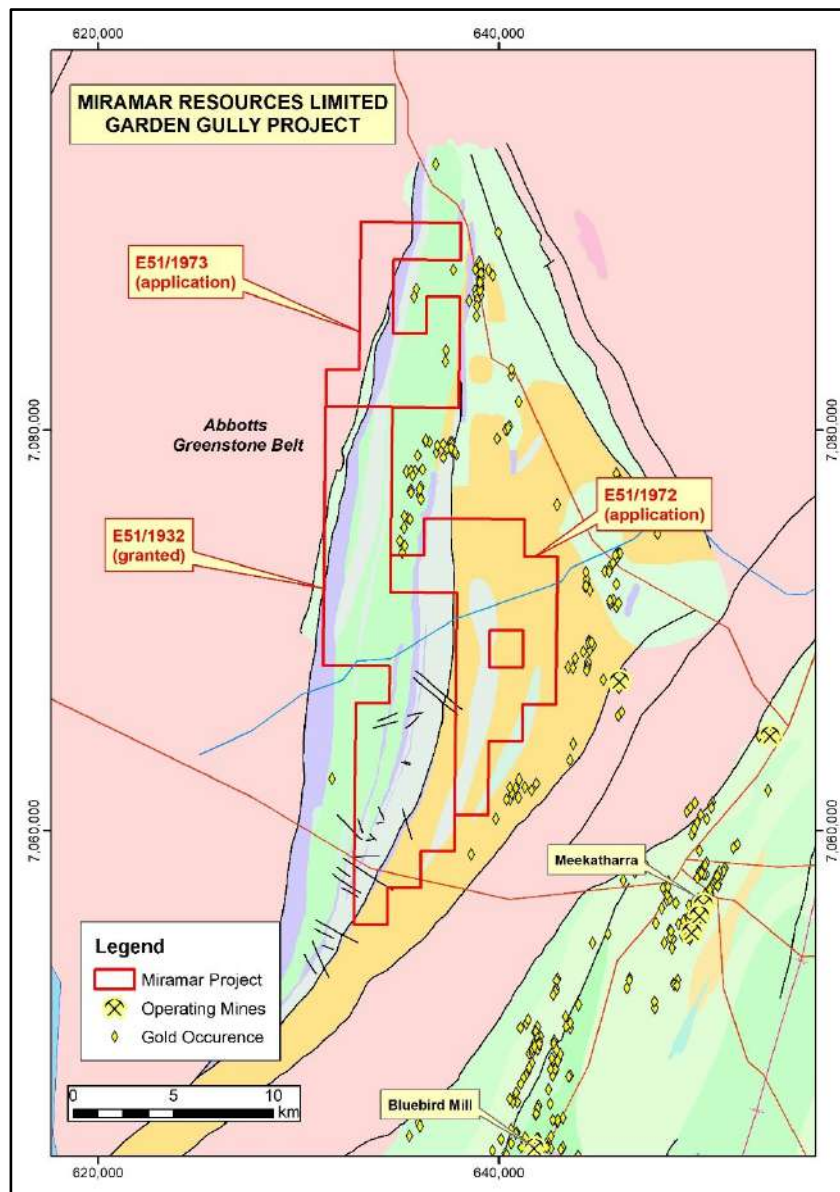 620,000
640,000
MIRAMAR RESOURCES LIMITED
GARDEN GULLY PROJECT
E51/1973
(application)
Abbotts
Greenstone Belt
7,080,000
7,080,000
E51/1972
(application)
E51/1932
(granted)
7,060,000
7,060,000
Meekatharra
Legend
Miramar Project
Operating Mines
Gold Occurence
0
5
10
km
Bluebird Mill
620,000
640,000